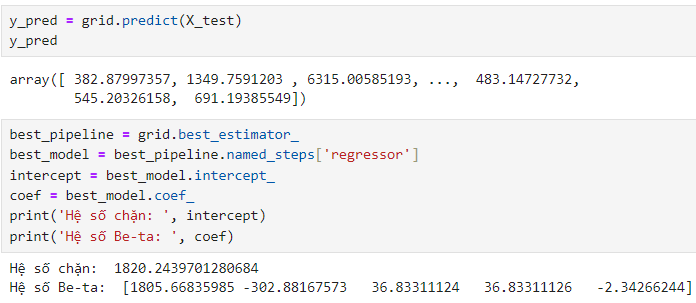 y_pred = grid.predict(X_test)
y_pred
array([ 382.87997357, 1349.7591203 , 6315.00585193, ..., 483.14727732,
545.20326158, 691.19385549])
best_pipeline = grid.best_estimator_
best_model = best_pipeline.named_steps['regressor']
intercept = best_model.intercept_
coef = best_model.coef_
print('Hệ số chặn: ', intercept)
print('Hệ số Be-ta: ', coef)
Hệ số chặn:  1820.2439701280684
Hệ số Be-ta:  [1805.66835985 -302.88167573   36.83311124   36.83311126   -2.34266244]